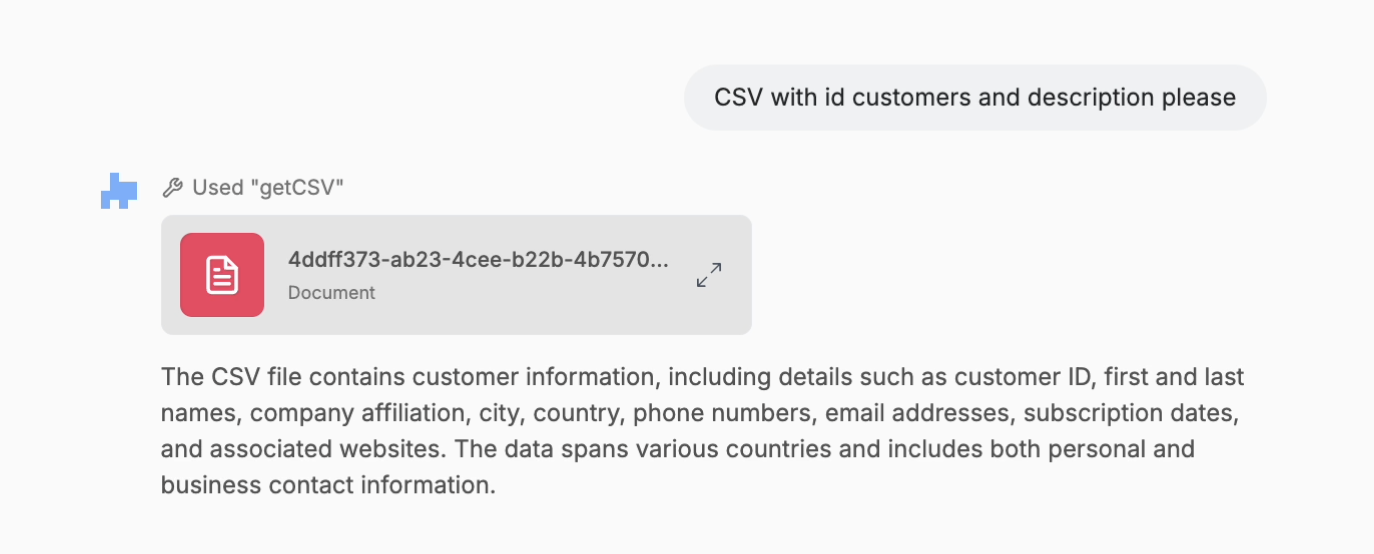 CSV with id customers and description please
Used "getCSV"
4ddff373-ab23-4cee-b22b-4b7570...
Document
The CSV file contains customer information, including details such as customer ID, first and last
names, company affiliation, city, country, phone numbers, email addresses, subscription dates,
and associated websites. The data spans various countries and includes both personal and
business contact information.